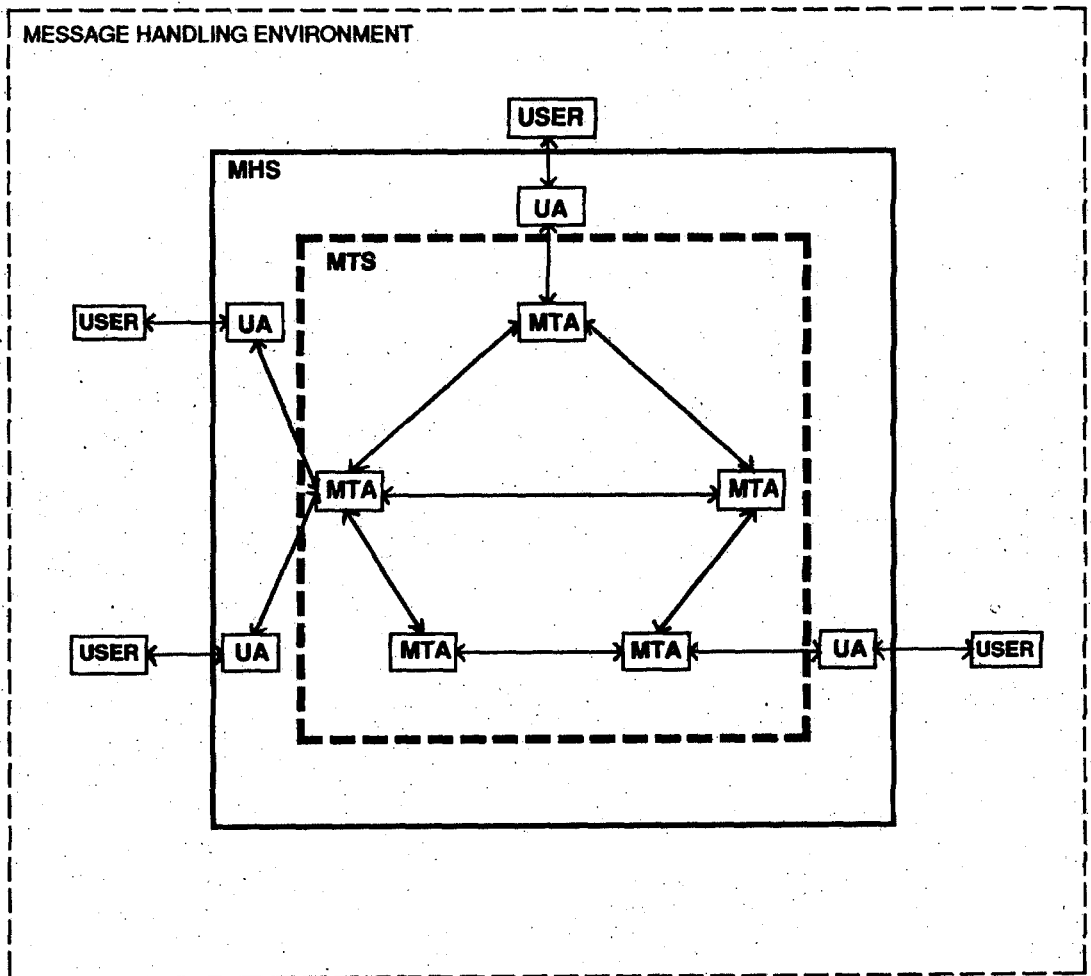 MESSAGE HANDLING ENVIRONMENT
USER
MHS
UA
MTS
USER
UA
MTA
MTA
MTA
USER
UA
MTA
MTA
UA
USER